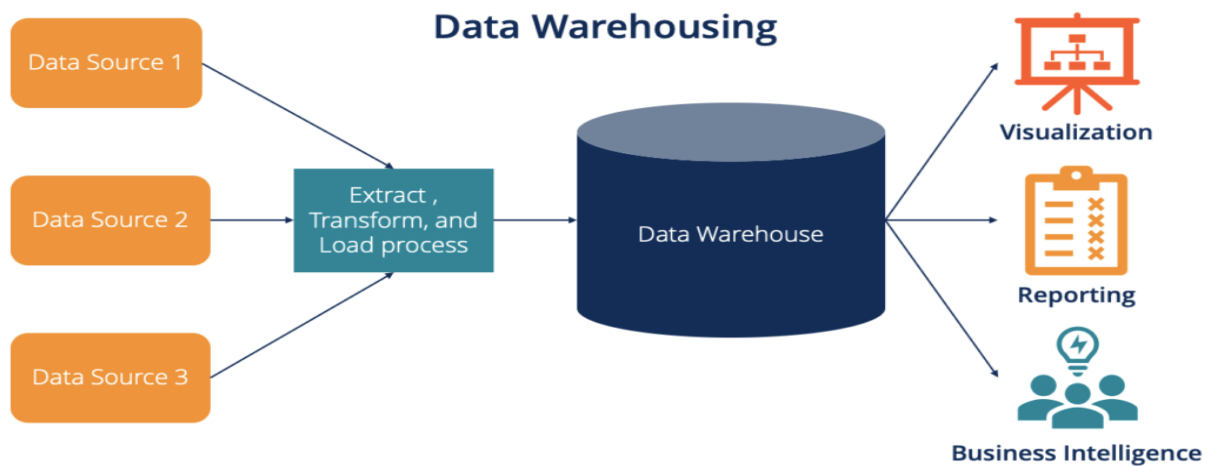 Data Warehousing
Data Source 1
Data Source 2
Data Source 3
Extract ,
Transform, and
Load process
Data Warehouse
Visualization
Reporting
Business Intelligence